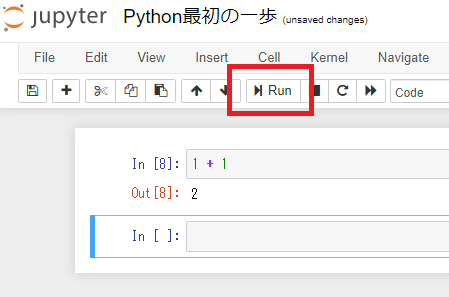 jupyter Python最初の一歩 (unsaved changes)
File Edit View Insert Cell Kernel Navigate
Run Code
In [8]: 1 + 1
Out[8]: 2
In [ ]: